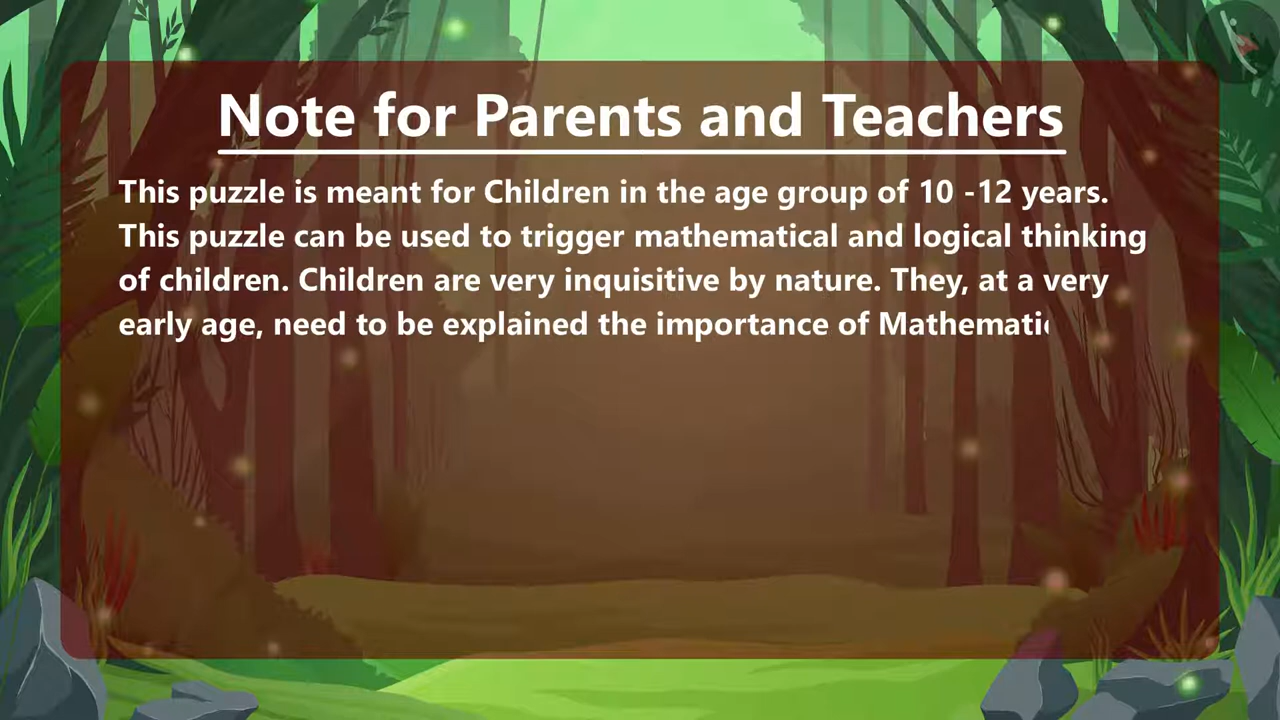 Note for Parents and Teachers
This puzzle is meant for Children in the age group of 10 -12 years.
This puzzle can be used to trigger mathematical and logical thinking
of children. Children are very inquisitive by nature. They, at a very
early age, need to be explained the importance of Mathemati